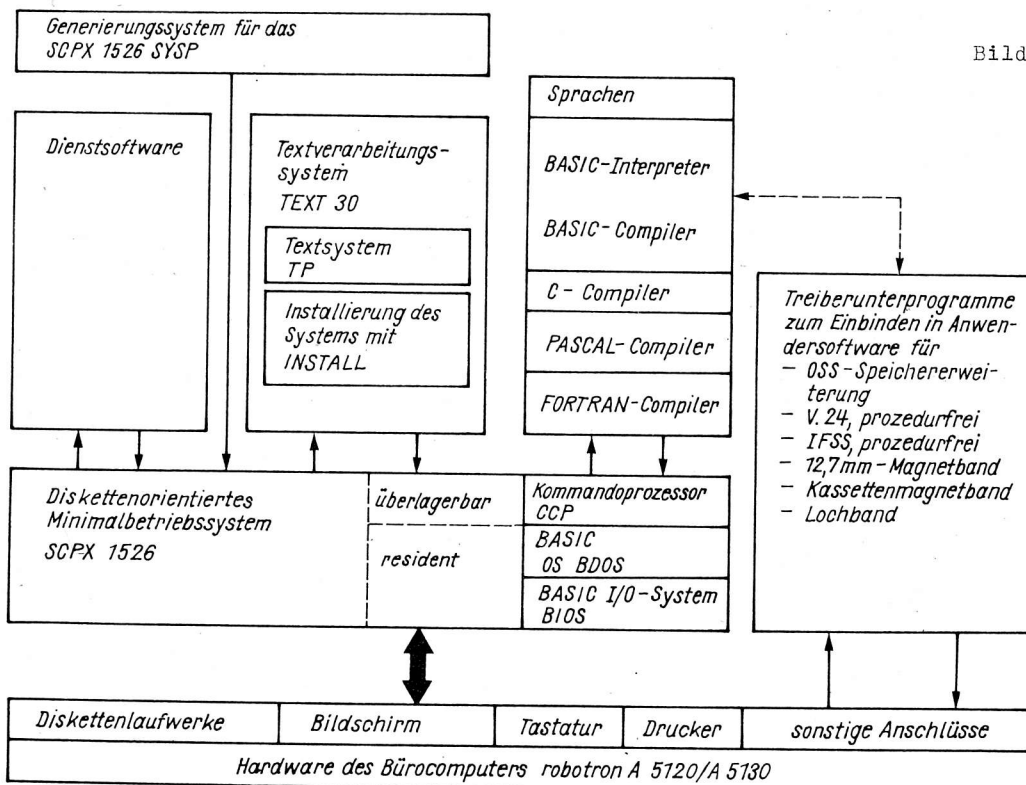 Generierungssystem für das
SCPX 1526 SYSP
Bild
Dienstsoftware
Textverarbeitungs-
system
TEXT 30
Textsystem
TP
Installierung des
Systems mit
INSTALL
Sprachen
BASIC-Interpreter
BASIC-Compiler
C-Compiler
PASCAL-Compiler
FORTRAN-Compiler
Treiberunterprogramme
zum Einbinden in Anwen-
dersoftware für
- OSS-Speichererwei-
terung
- V.24, prozedurfrei
- IFSS, prozedurfrei
- 12,7mm-Magnetband
- Kassettenmagnetband
- Lochband
Diskettenorientiertes
Minimalbetriebssystem
SCPX 1526
überlagerbar
resident
Kommandoprozessor
CCP
BASIC
OS BDOS
BASIC I/O-System
BIOS
Diskettenlaufwerke
Bildschirm
Tastatur
Drucker
sonstige Anschlüsse
Hardware des Bürocomputers robotron A 5120/A 5130